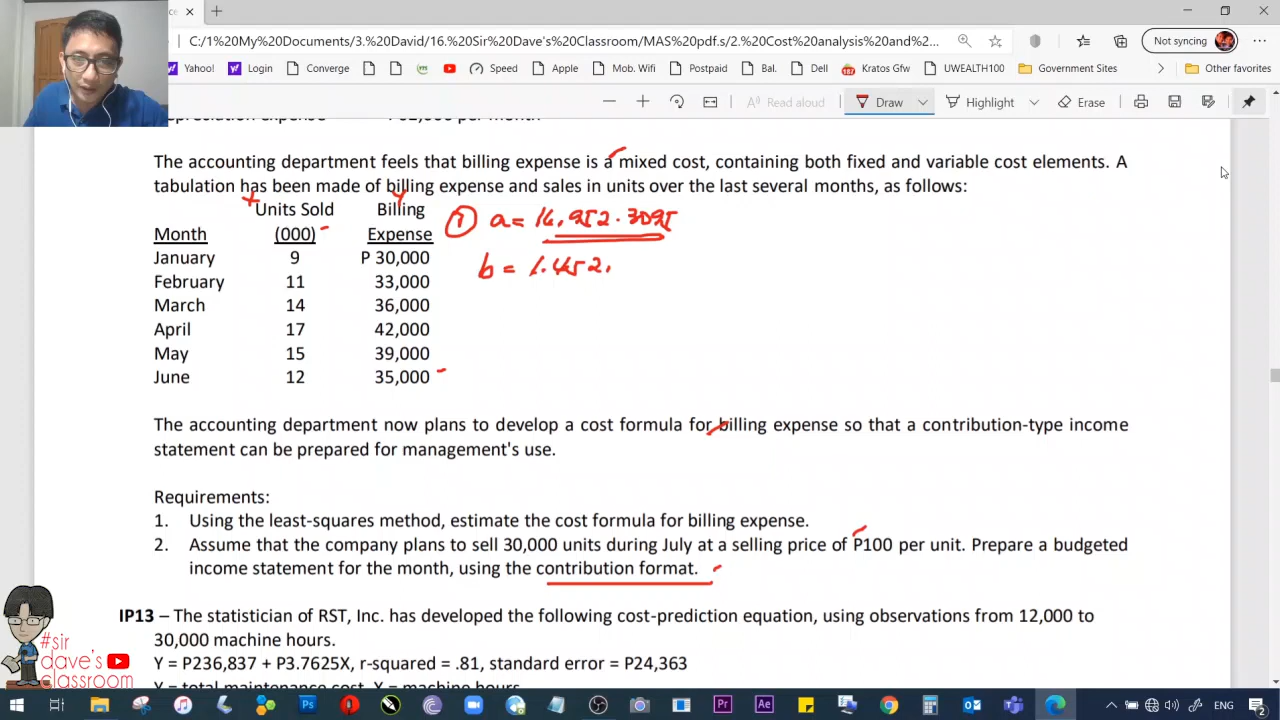 C:/1%20My%20Documents/3.%20David/16.%20Sir%20Dave's%20Classroom/MAS%20pdf.s/2.%20Cost%20analysis%20and%2...
Not syncing
Yahoo! Login Converge Speed Apple Mob. Wifi Postpaid Bal. Dell Kratos Gfw UWEALTH100 Government Sites Other favorites
Read aloud Draw Highlight Erase
per month
The accounting department feels that billing expense is a mixed cost, containing both fixed and variable cost elements. A
tabulation has been made of billing expense and sales in units over the last several months, as follows:
x Units Sold y Billing
Month (000) Expense
January 9 P 30,000
February 11 33,000
March 14 36,000
April 17 42,000
May 15 39,000
June 12 35,000
1 a = 16,952.3095
b = 1.452.
The accounting department now plans to develop a cost formula for billing expense so that a contribution-type income
statement can be prepared for management's use.
Requirements:
1. Using the least-squares method, estimate the cost formula for billing expense.
2. Assume that the company plans to sell 30,000 units during July at a selling price of P100 per unit. Prepare a budgeted
income statement for the month, using the contribution format.
IP13 – The statistician of RST, Inc. has developed the following cost-prediction equation, using observations from 12,000 to
30,000 machine hours.
Y = P236,837 + P3.7625X, r-squared = .81, standard error = P24,363
Y = total maintenance cost, X = machine hours
#sir
dave's
classroom
ENG